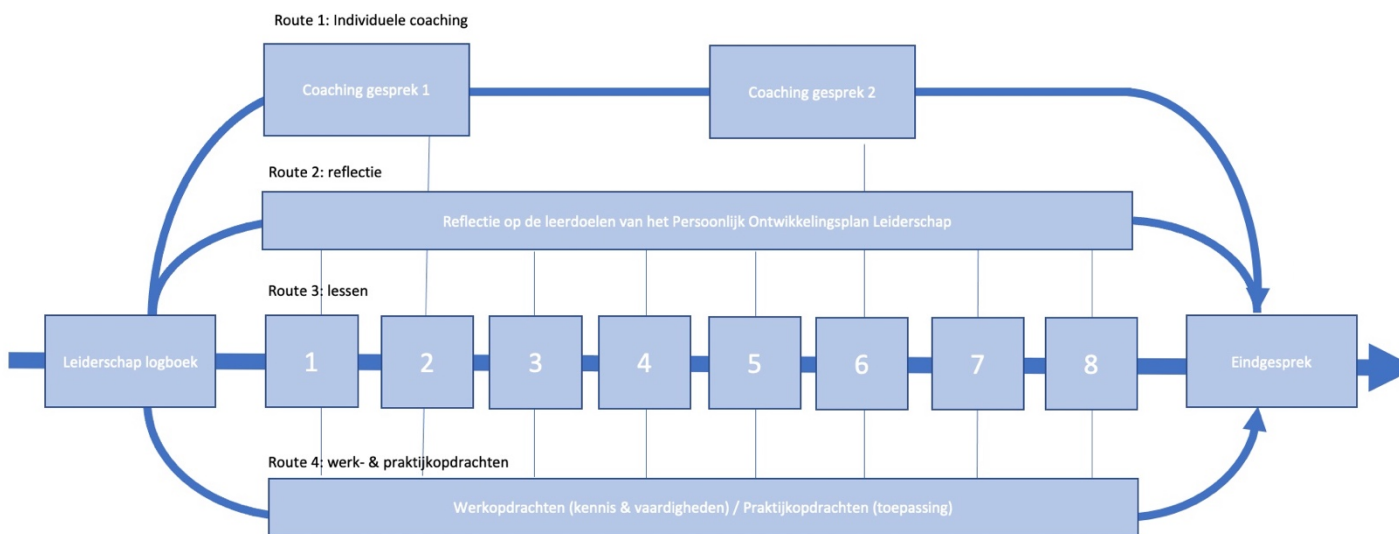 Route 1: Individuele coaching
Coaching gesprek 1
Coaching gesprek 2
Route 2: reflectie
Reflectie op de leerdoelen van het Persoonlijk Ontwikkelingsplan Leiderschap
Route 3: lessen
Leiderschap logboek
1
2
3
4
5
6
7
8
Eindgesprek
Route 4: werk- & praktijkopdrachten
Werkopdrachten (kennis & vaardigheden) / Praktijkopdrachten (toepassing)